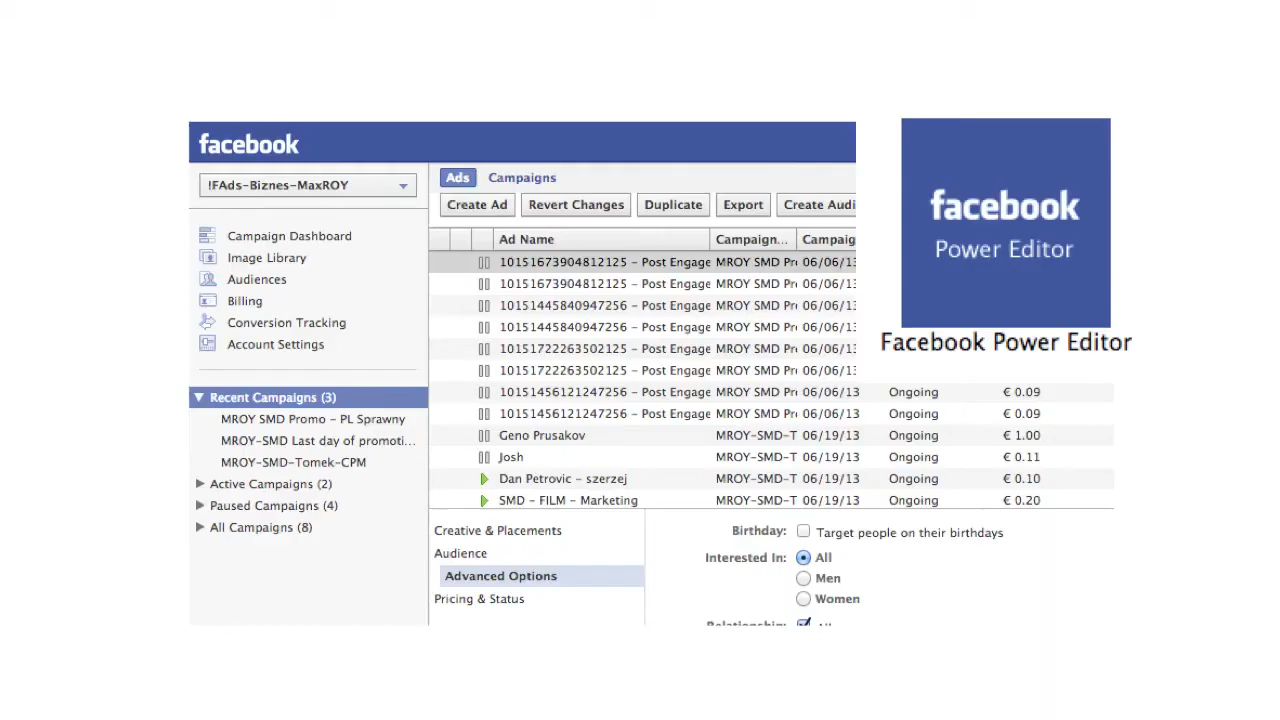 facebook
!FAds-Biznes-MaxROY
Campaign Dashboard
Image Library
Audiences
Billing
Conversion Tracking
Account Settings
Recent Campaigns (3)
MROY SMD Promo - PL Sprawny
MROY-SMD Last day of promoti...
MROY-SMD-Tomek-CPM
Active Campaigns (2)
Paused Campaigns (4)
All Campaigns (8)
Ads Campaigns
Create Ad Revert Changes Duplicate Export Create Audi
Ad Name Campaign... Campaig
10151673904812125 - Post Engage MROY SMD Pr 06/06/13
10151673904812125 - Post Engage MROY SMD Pr 06/06/13
10151445840947256 - Post Engage MROY SMD Pr 06/06/13
10151445840947256 - Post Engage MROY SMD Pr 06/06/13
10151722263502125 - Post Engage MROY SMD Pr 06/06/13
10151722263502125 - Post Engage MROY SMD Pr 06/06/13
10151456121247256 - Post Engage MROY SMD Pr 06/06/13 Ongoing € 0.09
10151456121247256 - Post Engage MROY SMD Pr 06/06/13 Ongoing € 0.09
Geno Prusakov MROY-SMD-T 06/19/13 Ongoing € 1.00
Josh MROY-SMD-T 06/19/13 Ongoing € 0.11
Dan Petrovic - szerzej MROY-SMD-T 06/19/13 Ongoing € 0.10
SMD - FILM - Marketing MROY-SMD-T 06/19/13 Ongoing € 0.20
Creative & Placements
Audience
Advanced Options
Pricing & Status
Birthday: Target people on their birthdays
Interested In: All
Men
Women
facebook
Power Editor
Facebook Power Editor